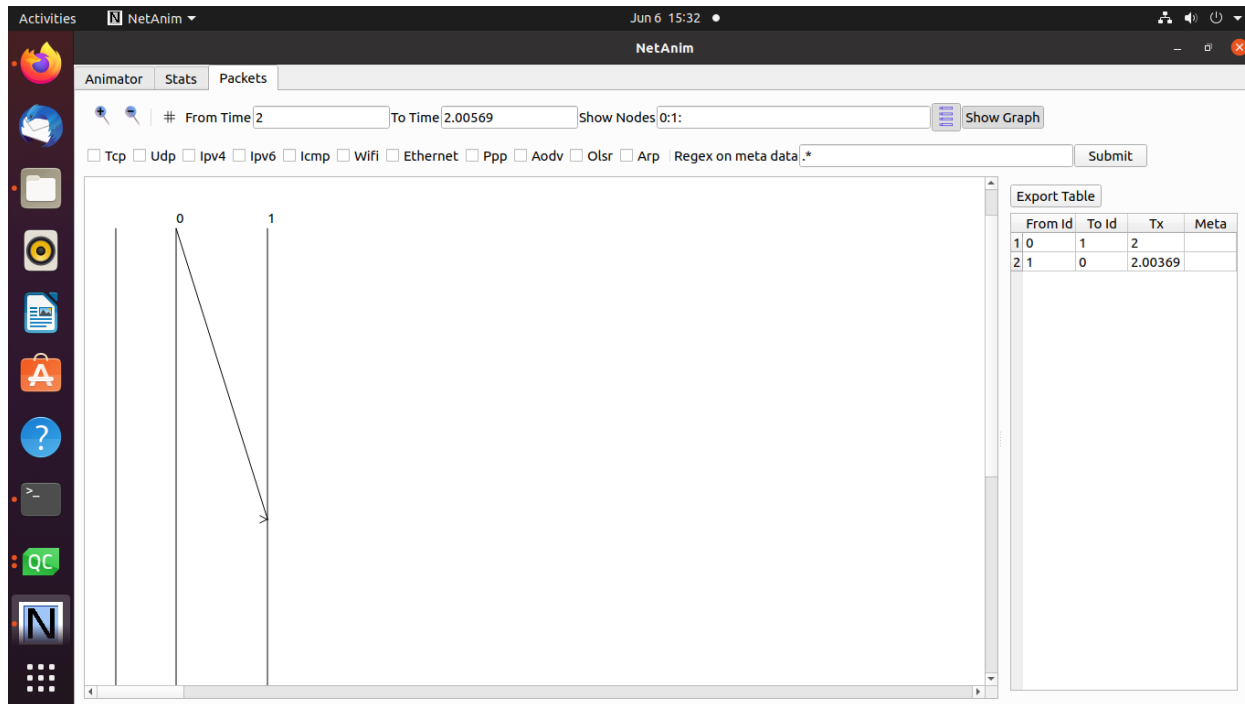 Activities NetAnim Jun 6 15:32
NetAnim
Animator Stats Packets
# From Time 2 To Time 2.00569 Show Nodes 0:1: Show Graph
Tcp Udp Ipv4 Ipv6 Icmp Wifi Ethernet Ppp Aodv Olsr Arp Regex on meta data .* Submit
0 1
Export Table
From Id To Id Tx Meta
1 0 1 2
2 1 0 2.00369
A
?
>_
QC
N